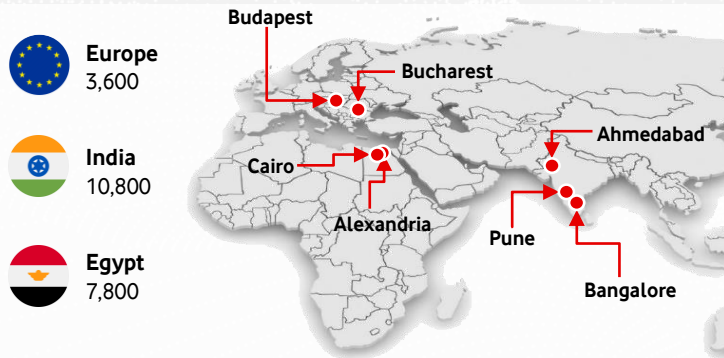 Budapest
Europe
3,600
Bucharest
India
10,800
Ahmedabad
Cairo
Alexandria
Pune
Egypt
7,800
Bangalore